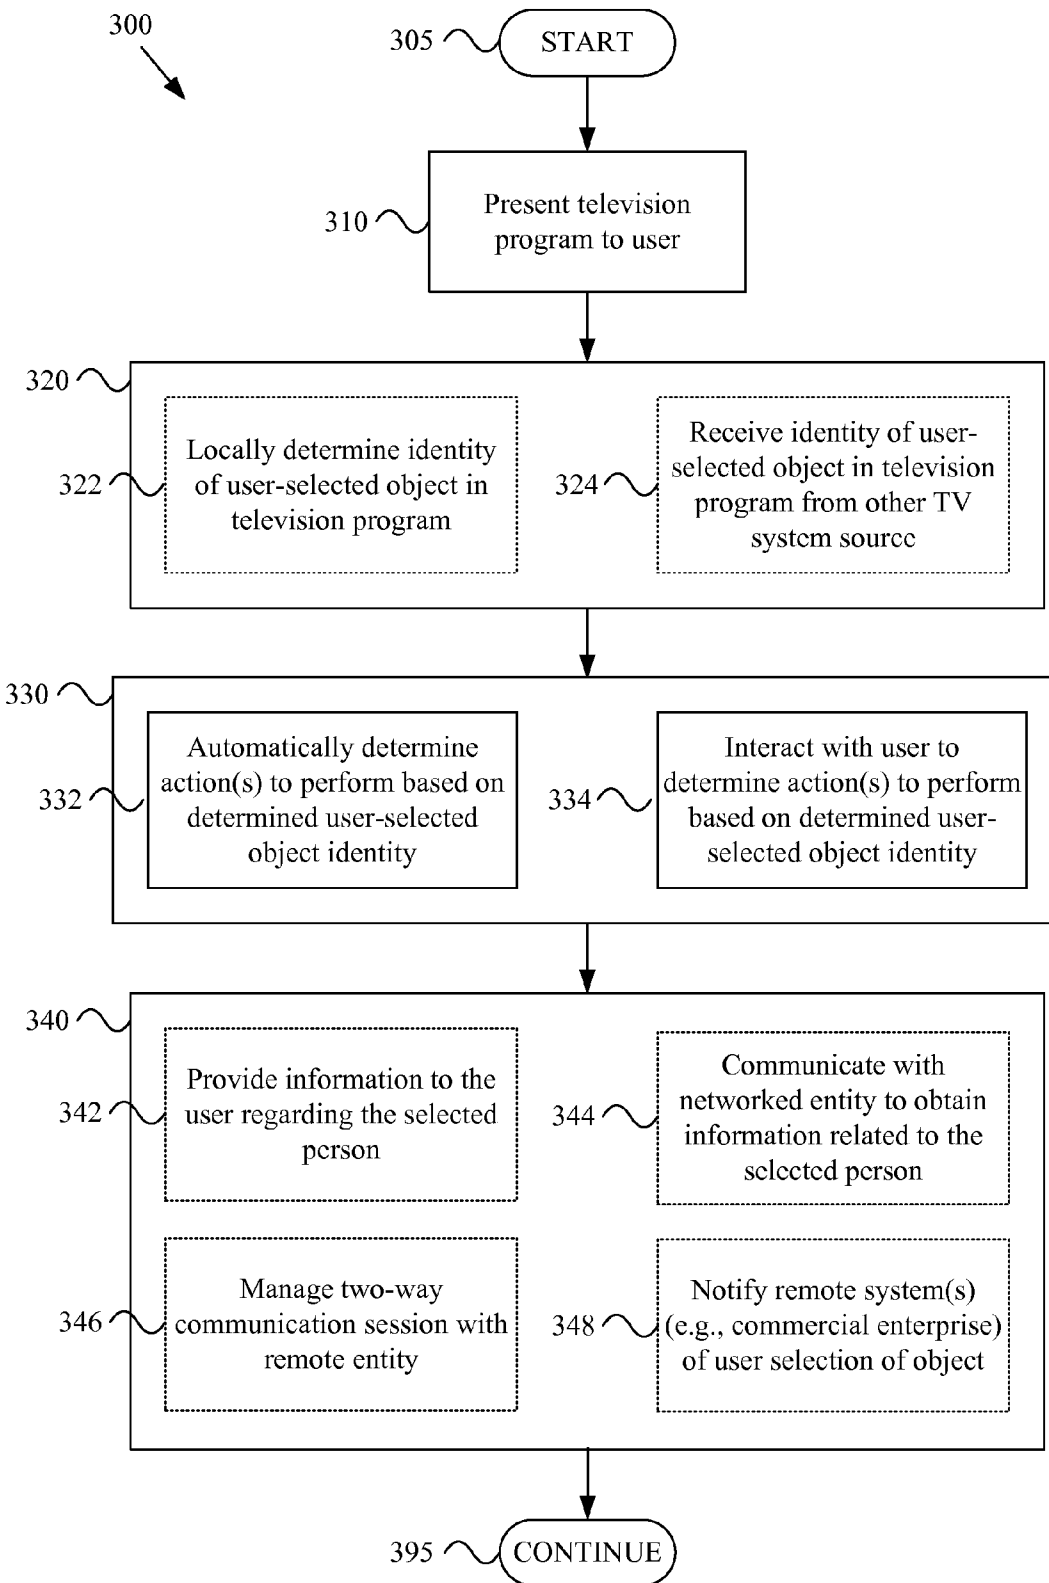 300
305
START
310
Present television
program to user
320
322
Locally determine identity
of user-selected object in
television program
324
Receive identity of user-
selected object in television
program from other TV
system source
330
332
Automatically determine
action(s) to perform based on
determined user-selected
object identity
334
Interact with user to
determine action(s) to perform
based on determined user-
selected object identity
340
342
Provide information to the
user regarding the selected
person
344
Communicate with
networked entity to obtain
information related to the
selected person
346
Manage two-way
communication session with
remote entity
348
Notify remote system(s)
(e.g., commercial enterprise)
of user selection of object
395
CONTINUE